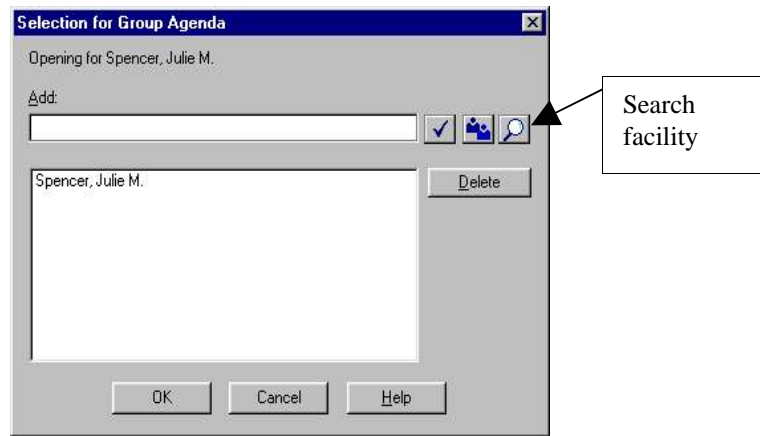 Selection for Group Agenda
Opening for Spencer, Julie M.
Add:
Search
facility
Spencer, Julie M.
Delete
OK
Cancel
Help